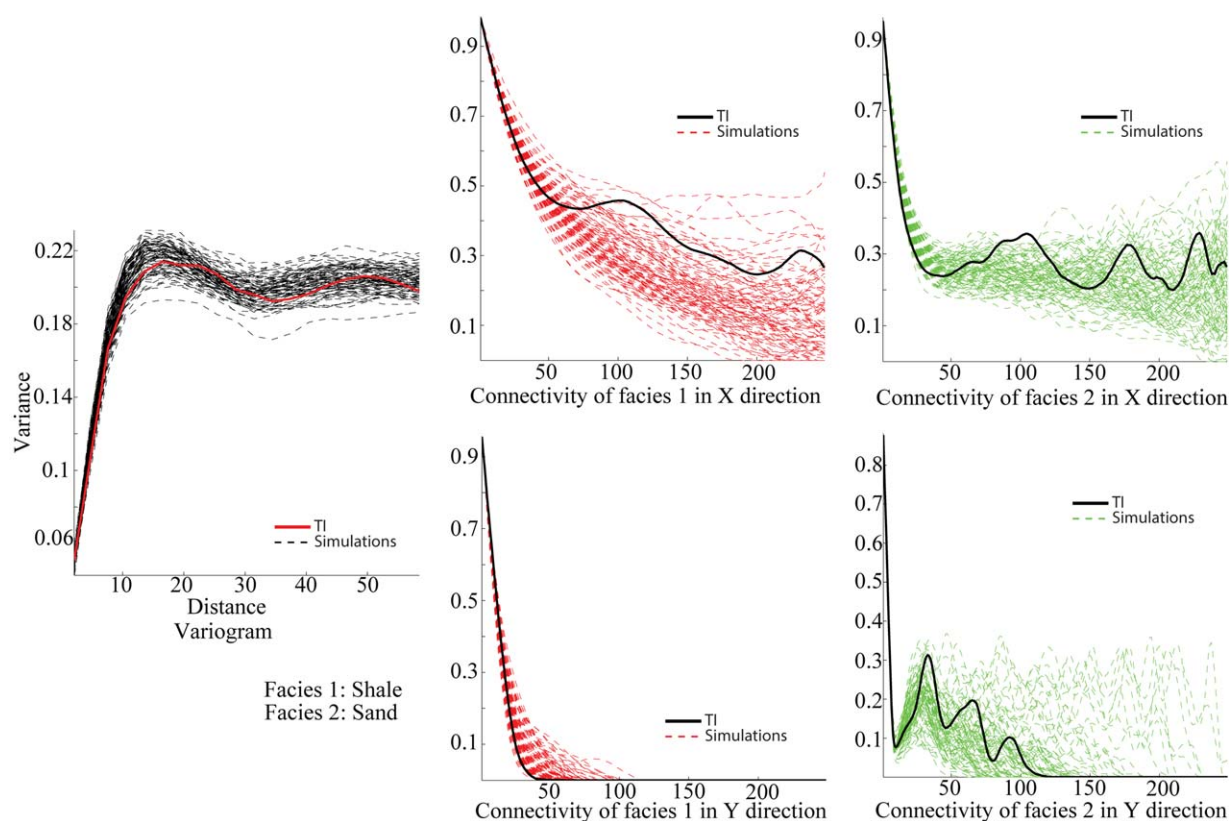 Variance
0.22
0.18
0.14
0.1
0.06
TI
Simulations
10 20 30 40 50
Distance
Variogram
Facies 1: Shale
Facies 2: Sand
0.9
0.7
0.5
0.3
0.1
TI
Simulations
50 100 150 200
Connectivity of facies 1 in X direction
0.9
0.7
0.5
0.3
0.1
TI
Simulations
50 100 150 200
Connectivity of facies 2 in X direction
0.9
0.7
0.5
0.3
0.1
TI
Simulations
50 100 150 200
Connectivity of facies 1 in Y direction
0.8
0.7
0.6
0.5
0.4
0.3
0.2
0.1
TI
Simulations
50 100 150 200
Connectivity of facies 2 in Y direction